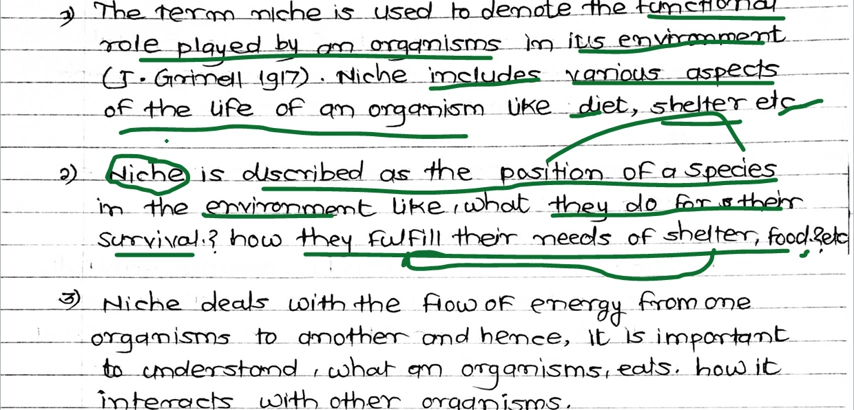 1) The term niche is used to denote the functional
role played by an organisms in its environment
(J. Grinell 1917). Niche includes various aspects
of the life of an organism like diet, shelter etc
2) Niche is discribed as the position of a species
in the environment like, what they do for their
survival.? how they fulfill their needs of shelter, food.?etc
3) Niche deals with the flow of energy from one
organisms to another and hence, it is important
to understand, what an organisms, eats. how it
interacts with other organisms.